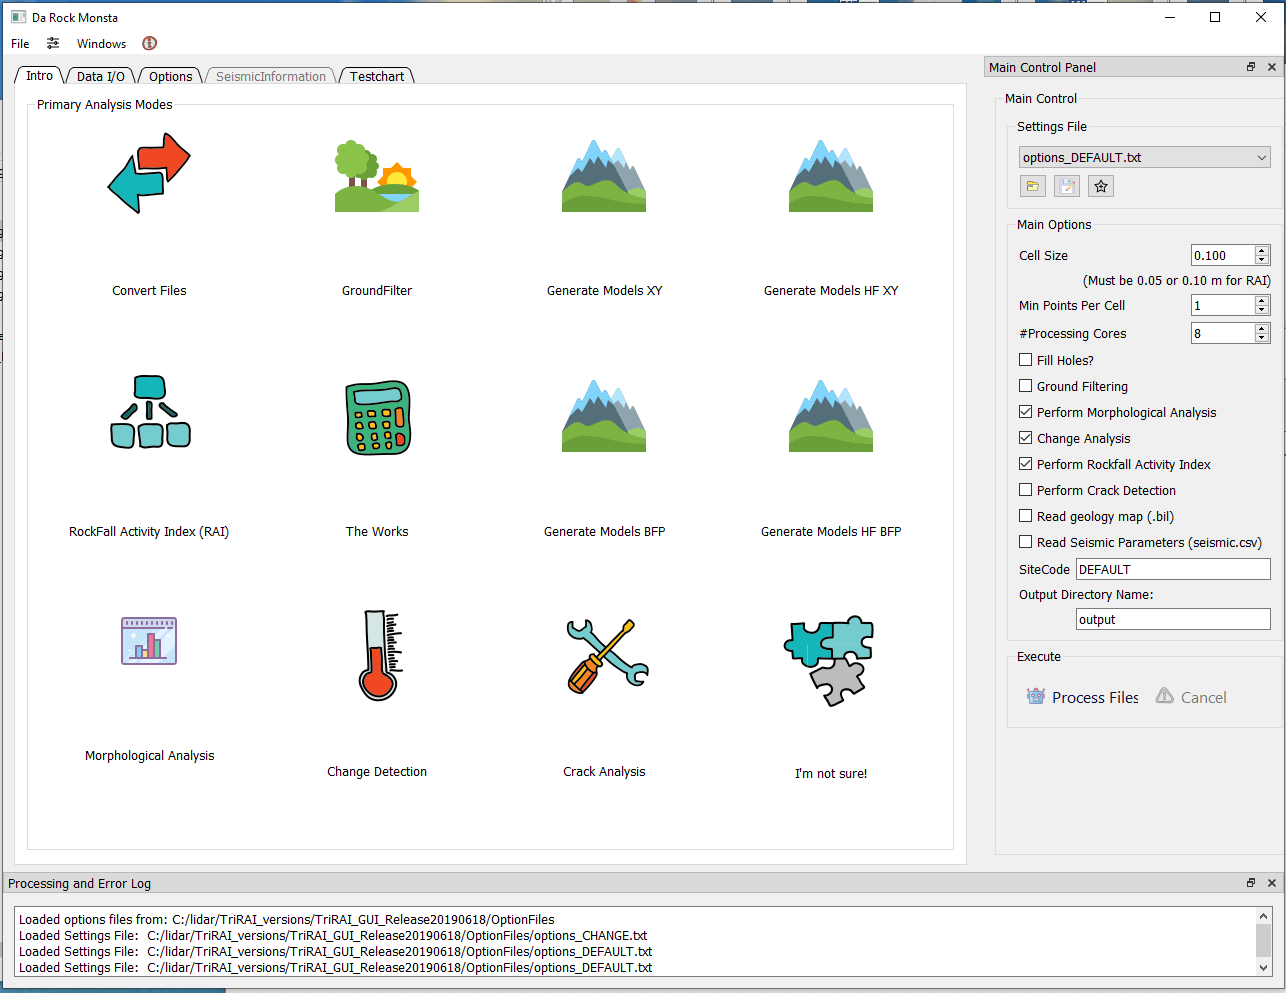 Da Rock Monsta
File Windows
Intro Data I/O Options SeismicInformation Testchart
Primary Analysis Modes
Convert Files GroundFilter Generate Models XY Generate Models HF XY
RockFall Activity Index (RAI) The Works Generate Models BFP Generate Models HF BFP
Morphological Analysis Change Detection Crack Analysis I'm not sure!
Main Control Panel
Main Control
Settings File
options_DEFAULT.txt
Main Options
Cell Size 0.100
(Must be 0.05 or 0.10 m for RAI)
Min Points Per Cell 1
#Processing Cores 8
Fill Holes?
Ground Filtering
Perform Morphological Analysis
Change Analysis
Perform Rockfall Activity Index
Perform Crack Detection
Read geology map (.bil)
Read Seismic Parameters (seismic.csv)
SiteCode DEFAULT
Output Directory Name:
output
Execute
Process Files Cancel
Processing and Error Log
Loaded options files from: C:/lidar/TriRAI_versions/TriRAI_GUI_Release20190618/OptionFiles
Loaded Settings File: C:/lidar/TriRAI_versions/TriRAI_GUI_Release20190618/OptionFiles/options_CHANGE.txt
Loaded Settings File: C:/lidar/TriRAI_versions/TriRAI_GUI_Release20190618/OptionFiles/options_DEFAULT.txt
Loaded Settings File: C:/lidar/TriRAI_versions/TriRAI_GUI_Release20190618/OptionFiles/options_DEFAULT.txt